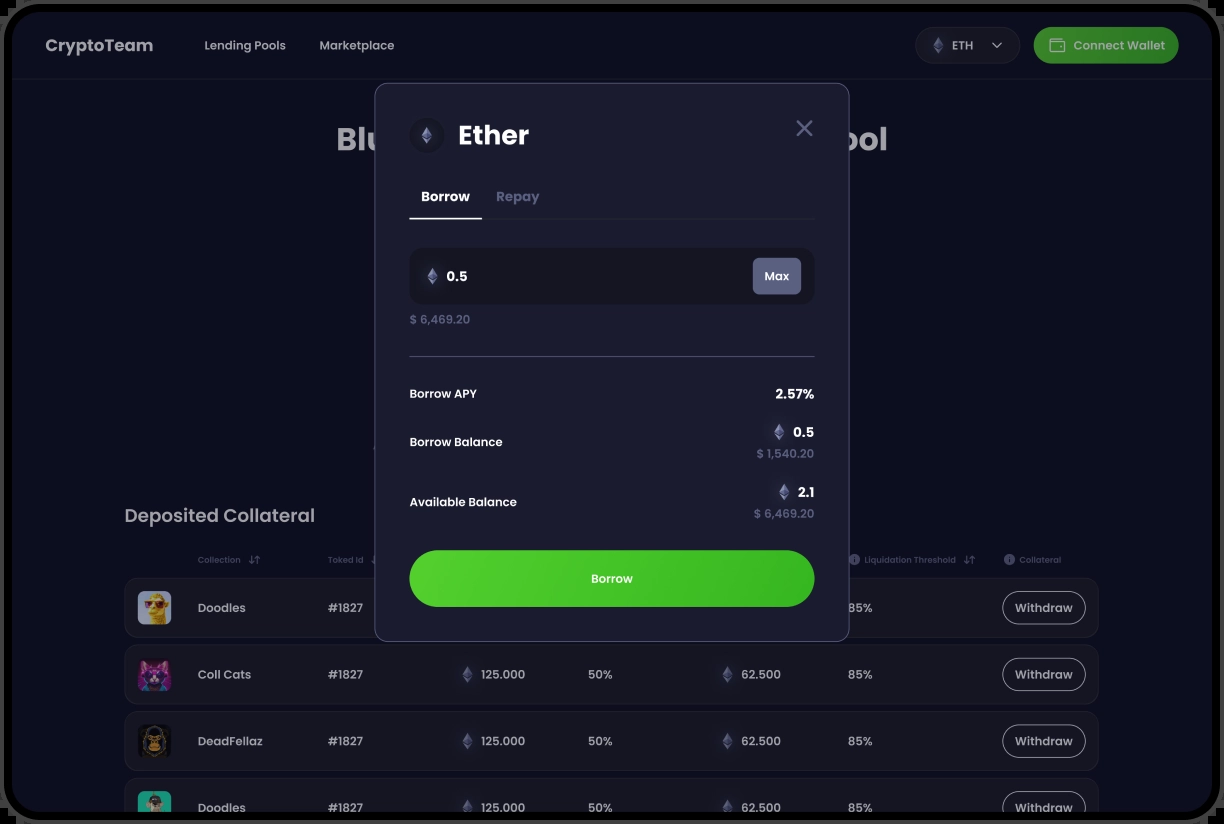 CryptoTeam Lending Pools Marketplace ETH Connect Wallet
Ether
Borrow Repay
0.5 Max
$ 6,469.20
Borrow APY 2.57%
Borrow Balance 0.5
$ 1,540.20
Available Balance 2.1
$ 6,469.20
Borrow
Deposited Collateral
Collection Toked Id Liquidation Threshold Collateral
Doodles #1827 85% Withdraw
Coll Cats #1827 125.000 50% 62.500 85% Withdraw
DeadFellaz #1827 125.000 50% 62.500 85% Withdraw
Doodles #1827 125.000 50% 62.500 85% Withdraw